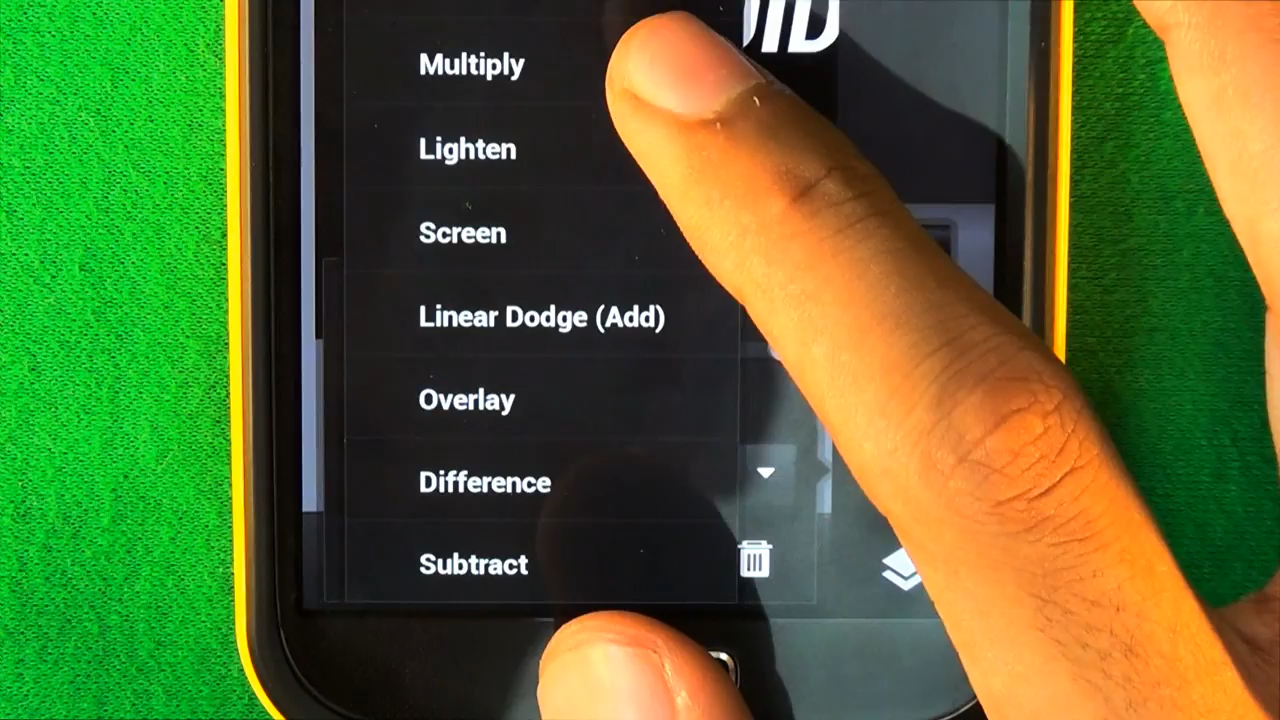 Multiply
Lighten
Screen
Linear Dodge (Add)
Overlay
Difference
Subtract